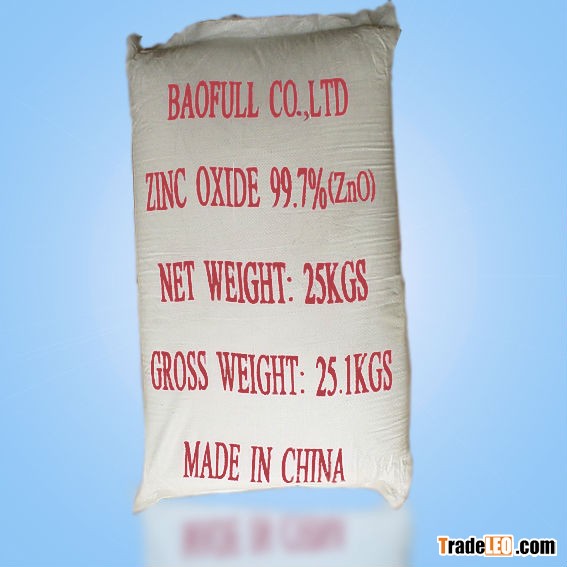 BAOFULL CO.,LTD
ZINC OXIDE 99.7%(ZnO)
NET WEIGHT: 25KGS
GROSS WEIGHT: 25.1KGS
MADE IN CHINA
TradeLEO.com